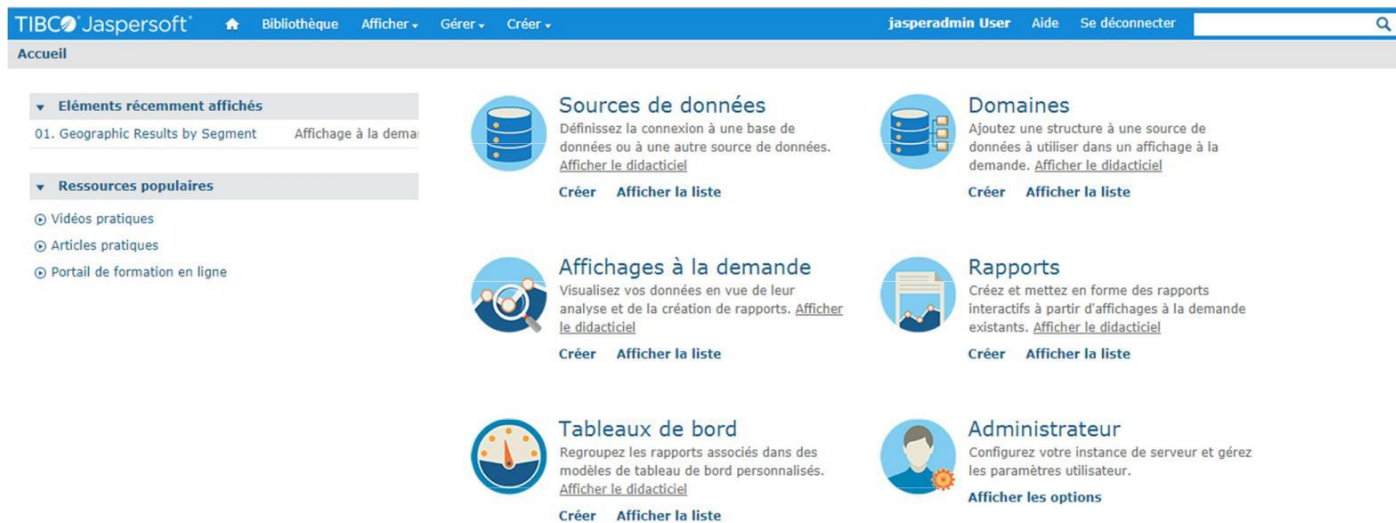 TIBCO Jaspersoft
Bibliothèque
Afficher
Gérer
Créer
jasperadmin User
Aide
Se déconnecter
Accueil
Eléments récemment affichés
01. Geographic Results by Segment
Affichage à la dema
Ressources populaires
Vidéos pratiques
Articles pratiques
Portail de formation en ligne
Sources de données
Définissez la connexion à une base de
données ou à une autre source de données.
Afficher le didacticiel
Créer Afficher la liste
Domaines
Ajoutez une structure à une source de
données à utiliser dans un affichage à la
demande. Afficher le didacticiel
Créer Afficher la liste
Affichages à la demande
Visualisez vos données en vue de leur
analyse et de la création de rapports. Afficher
le didacticiel
Créer Afficher la liste
Rapports
Créez et mettez en forme des rapports
interactifs à partir d'affichages à la demande
existants. Afficher le didacticiel
Créer Afficher la liste
Tableaux de bord
Regroupez les rapports associés dans des
modèles de tableau de bord personnalisés.
Afficher le didacticiel
Créer Afficher la liste
Administrateur
Configurez votre instance de serveur et gérez
les paramètres utilisateur.
Afficher les options